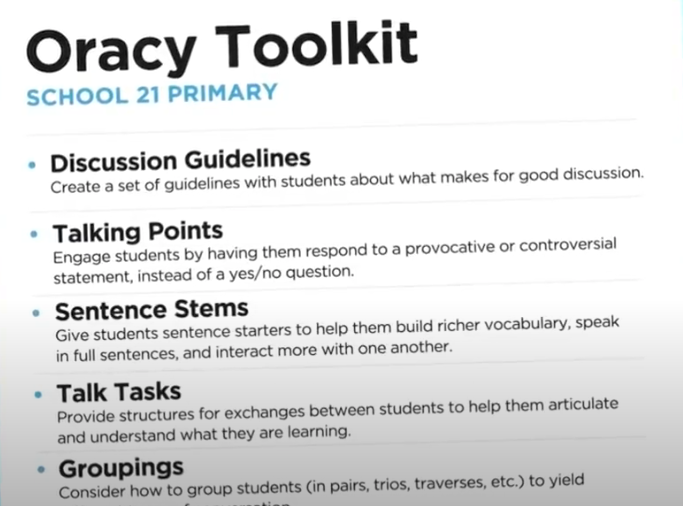 Oracy Toolkit
SCHOOL 21 PRIMARY
• Discussion Guidelines
Create a set of guidelines with students about what makes for good discussion.
• Talking Points
Engage students by having them respond to a provocative or controversial
statement, instead of a yes/no question.
• Sentence Stems
Give students sentence starters to help them build richer vocabulary, speak
in full sentences, and interact more with one another.
• Talk Tasks
Provide structures for exchanges between students to help them articulate
and understand what they are learning.
• Groupings
Consider how to group students (in pairs, trios, traverses, etc.) to yield